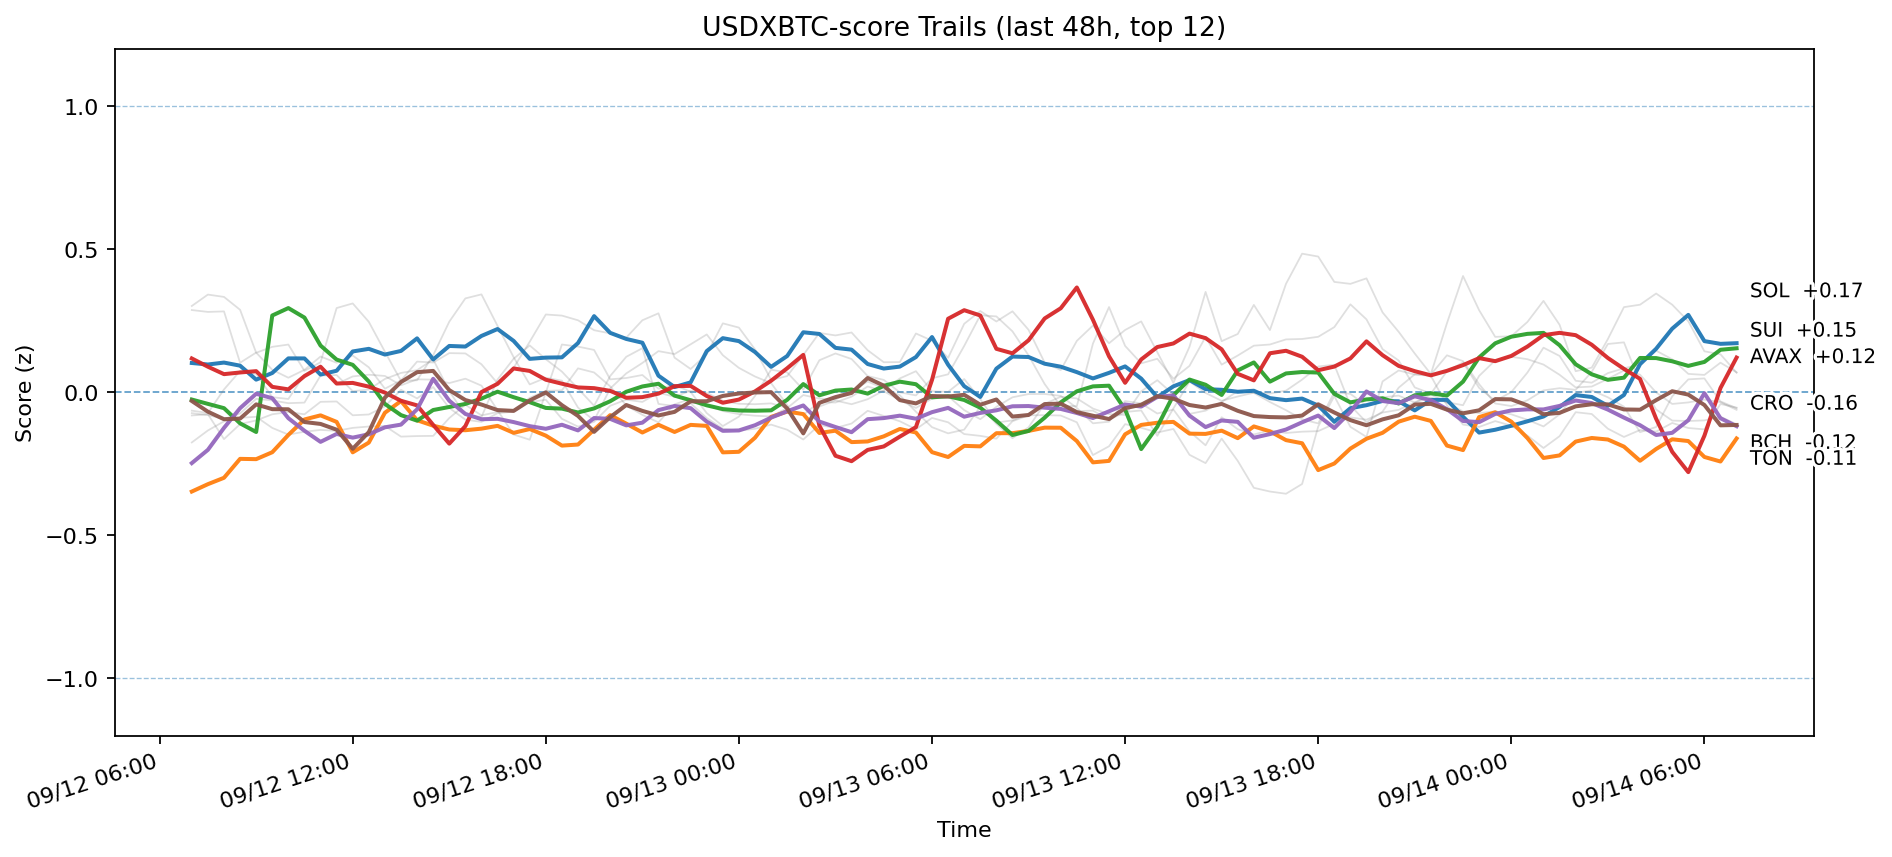 USDXBTC-score Trails (last 48h, top 12)
Score (z)
1.0
0.5
0.0
−0.5
−1.0
SOL +0.17
SUI +0.15
AVAX +0.12
CRO -0.16
BCH -0.12
TON -0.11
09/12 06:00
09/12 12:00
09/12 18:00
09/13 00:00
09/13 06:00
09/13 12:00
09/13 18:00
09/14 00:00
09/14 06:00
Time